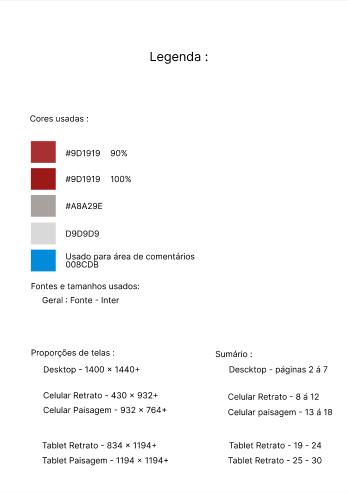 Legenda :
Cores usadas :
#9D1919 90%
#9D1919 100%
#A8A29E
D9D9D9
Usado para área de comentários
008CDB
Fontes e tamanhos usados:
Geral : Fonte - Inter
Proporções de telas :
Desktop - 1400 × 1440+
Celular Retrato - 430 × 932+
Celular Paisagem - 932 × 764+
Tablet Retrato - 834 × 1194+
Tablet Paisagem - 1194 × 1194+
Sumário :
Descktop - páginas 2 á 7
Celular Retrato - 8 á 12
Celular paisagem - 13 á 18
Tablet Retrato - 19 - 24
Tablet Retrato - 25 - 30